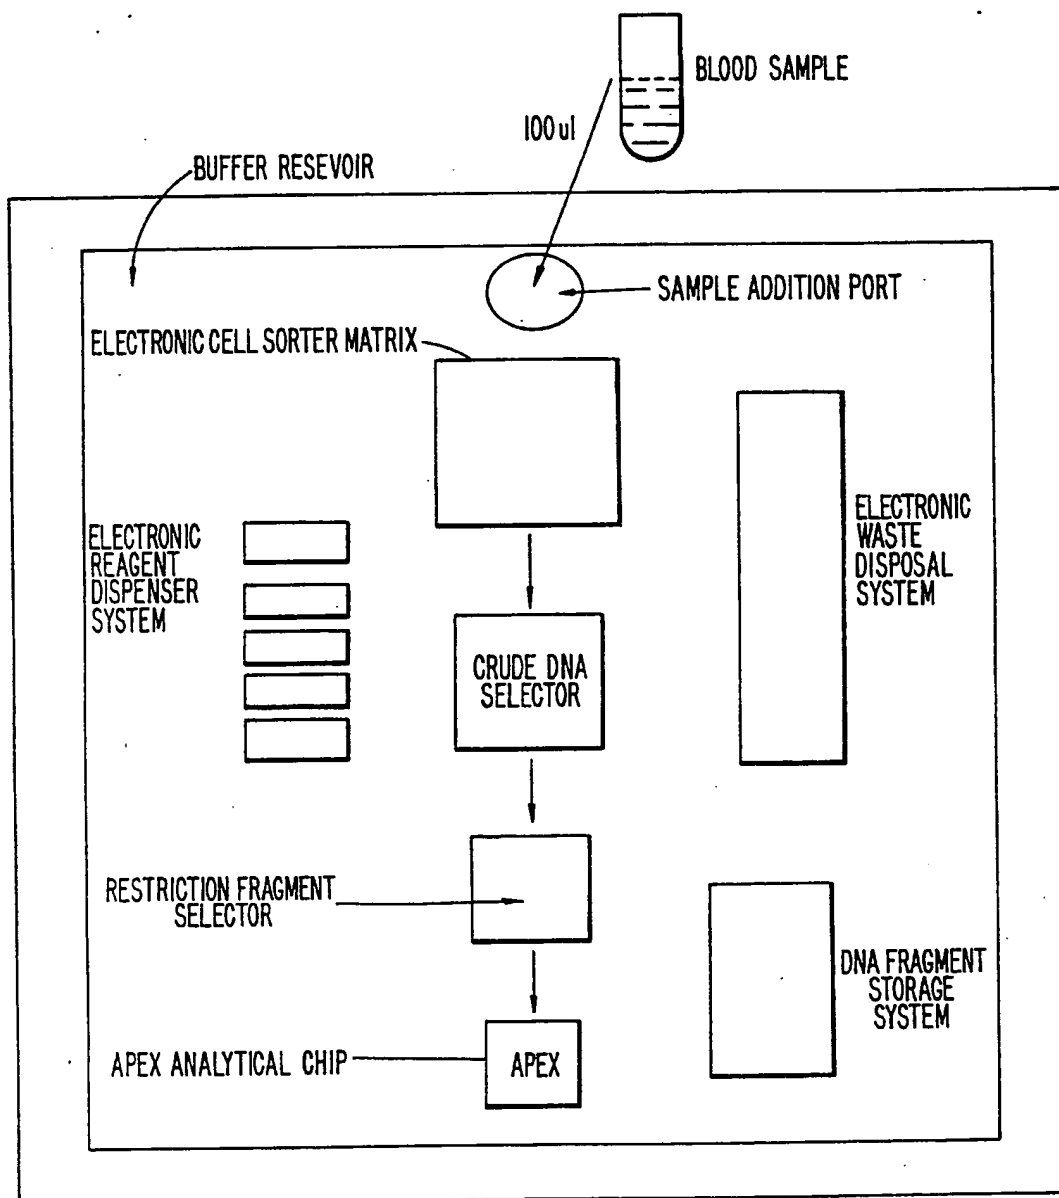 BLOOD SAMPLE
100 ul
BUFFER RESEVOIR
SAMPLE ADDITION PORT
ELECTRONIC CELL SORTER MATRIX
ELECTRONIC
REAGENT
DISPENSER
SYSTEM
ELECTRONIC
WASTE
DISPOSAL
SYSTEM
CRUDE DNA
SELECTOR
RESTRICTION FRAGMENT
SELECTOR
DNA FRAGMENT
STORAGE
SYSTEM
APEX ANALYTICAL CHIP
APEX